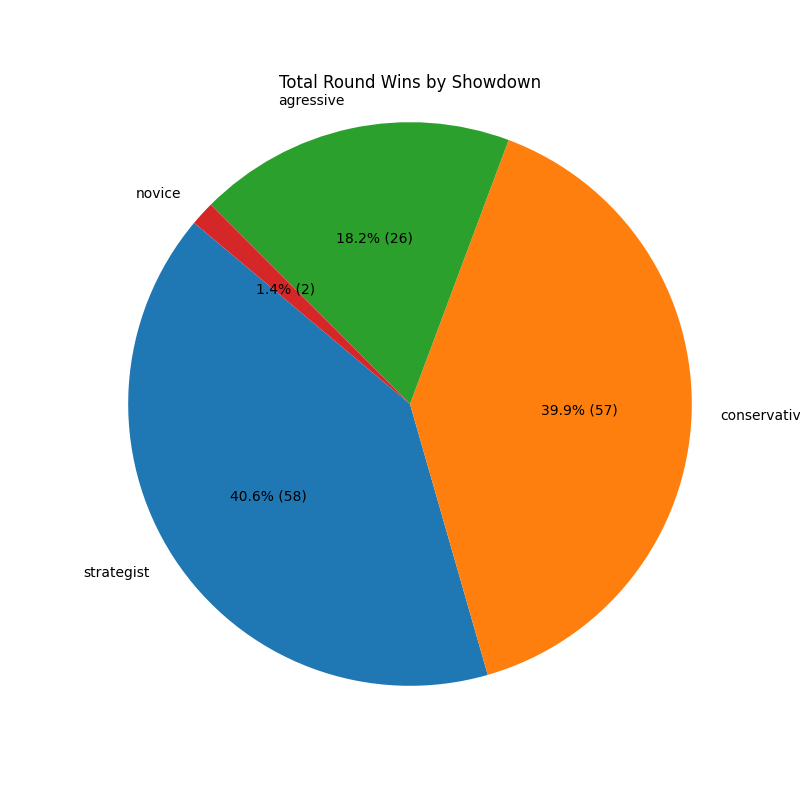 Total Round Wins by Showdown
agressive
novice
18.2% (26)
1.4% (2)
39.9% (57)
conservativ
40.6% (58)
strategist